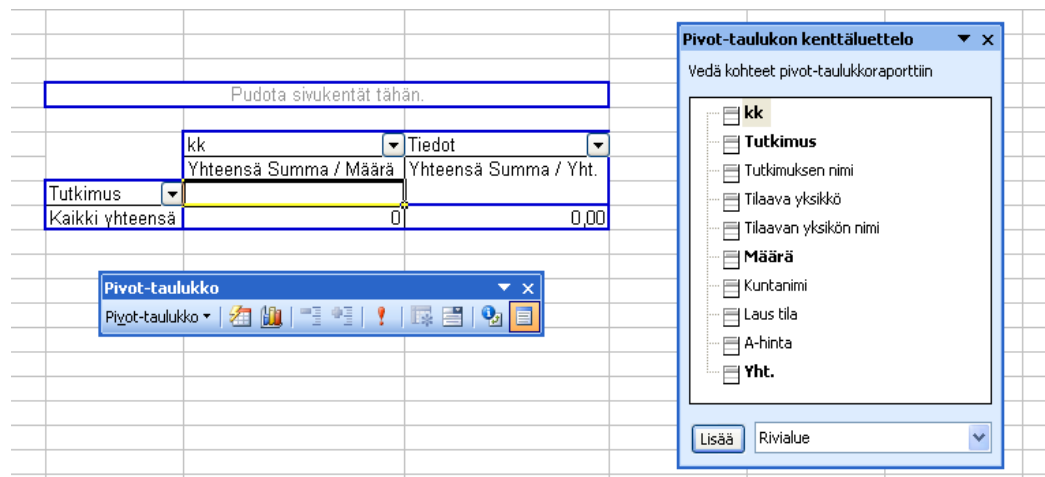 Pudota sivukentät tähän.
kk Tiedot
Yhteensä Summa / Määrä Yhteensä Summa / Yht.
Tutkimus
Kaikki yhteensä 0 0,00
Pivot-taulukko
Pivot-taulukko
Pivot-taulukon kenttäluettelo
Vedä kohteet pivot-taulukkoraporttiin
kk
Tutkimus
Tutkimuksen nimi
Tilaava yksikkö
Tilaavan yksikön nimi
Määrä
Kuntanimi
Laus tila
A-hinta
Yht.
Lisää Rivialue